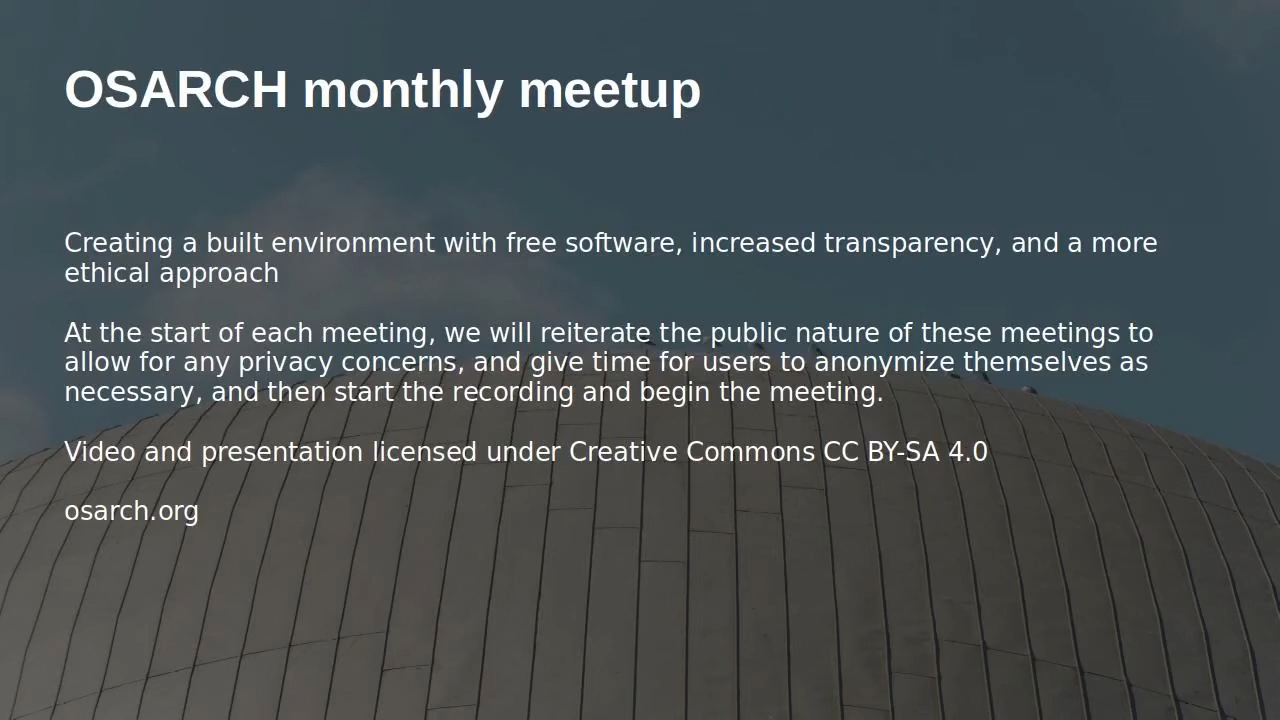 OSARCH monthly meetup
Creating a built environment with free software, increased transparency, and a more
ethical approach
At the start of each meeting, we will reiterate the public nature of these meetings to
allow for any privacy concerns, and give time for users to anonymize themselves as
necessary, and then start the recording and begin the meeting.
Video and presentation licensed under Creative Commons CC BY-SA 4.0
osarch.org